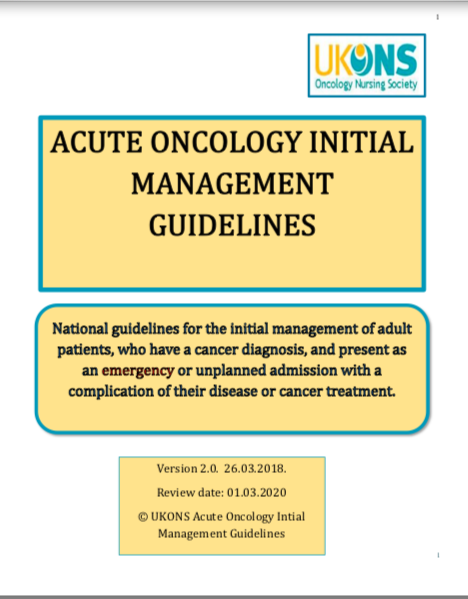 1
UKONS
Oncology Nursing Society
ACUTE ONCOLOGY INITIAL
MANAGEMENT
GUIDELINES
National guidelines for the initial management of adult
patients, who have a cancer diagnosis, and present as
an emergency or unplanned admission with a
complication of their disease or cancer treatment.
Version 2.0. 26.03.2018.
Review date: 01.03.2020
© UKONS Acute Oncology Intial
Management Guidelines
1